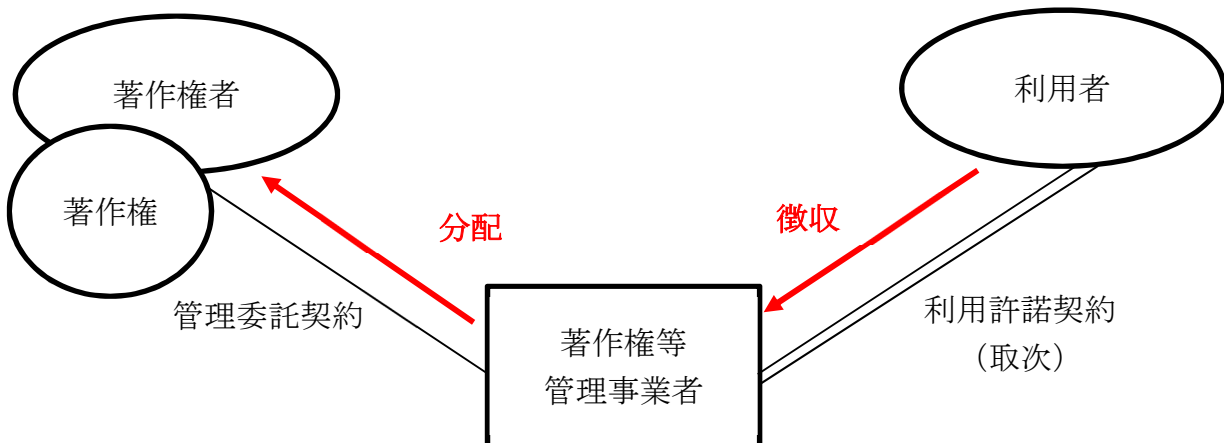 著作権者
利用者
著作権
分配
徴収
管理委託契約
利用許諾契約
（取次）
著作権等
管理事業者